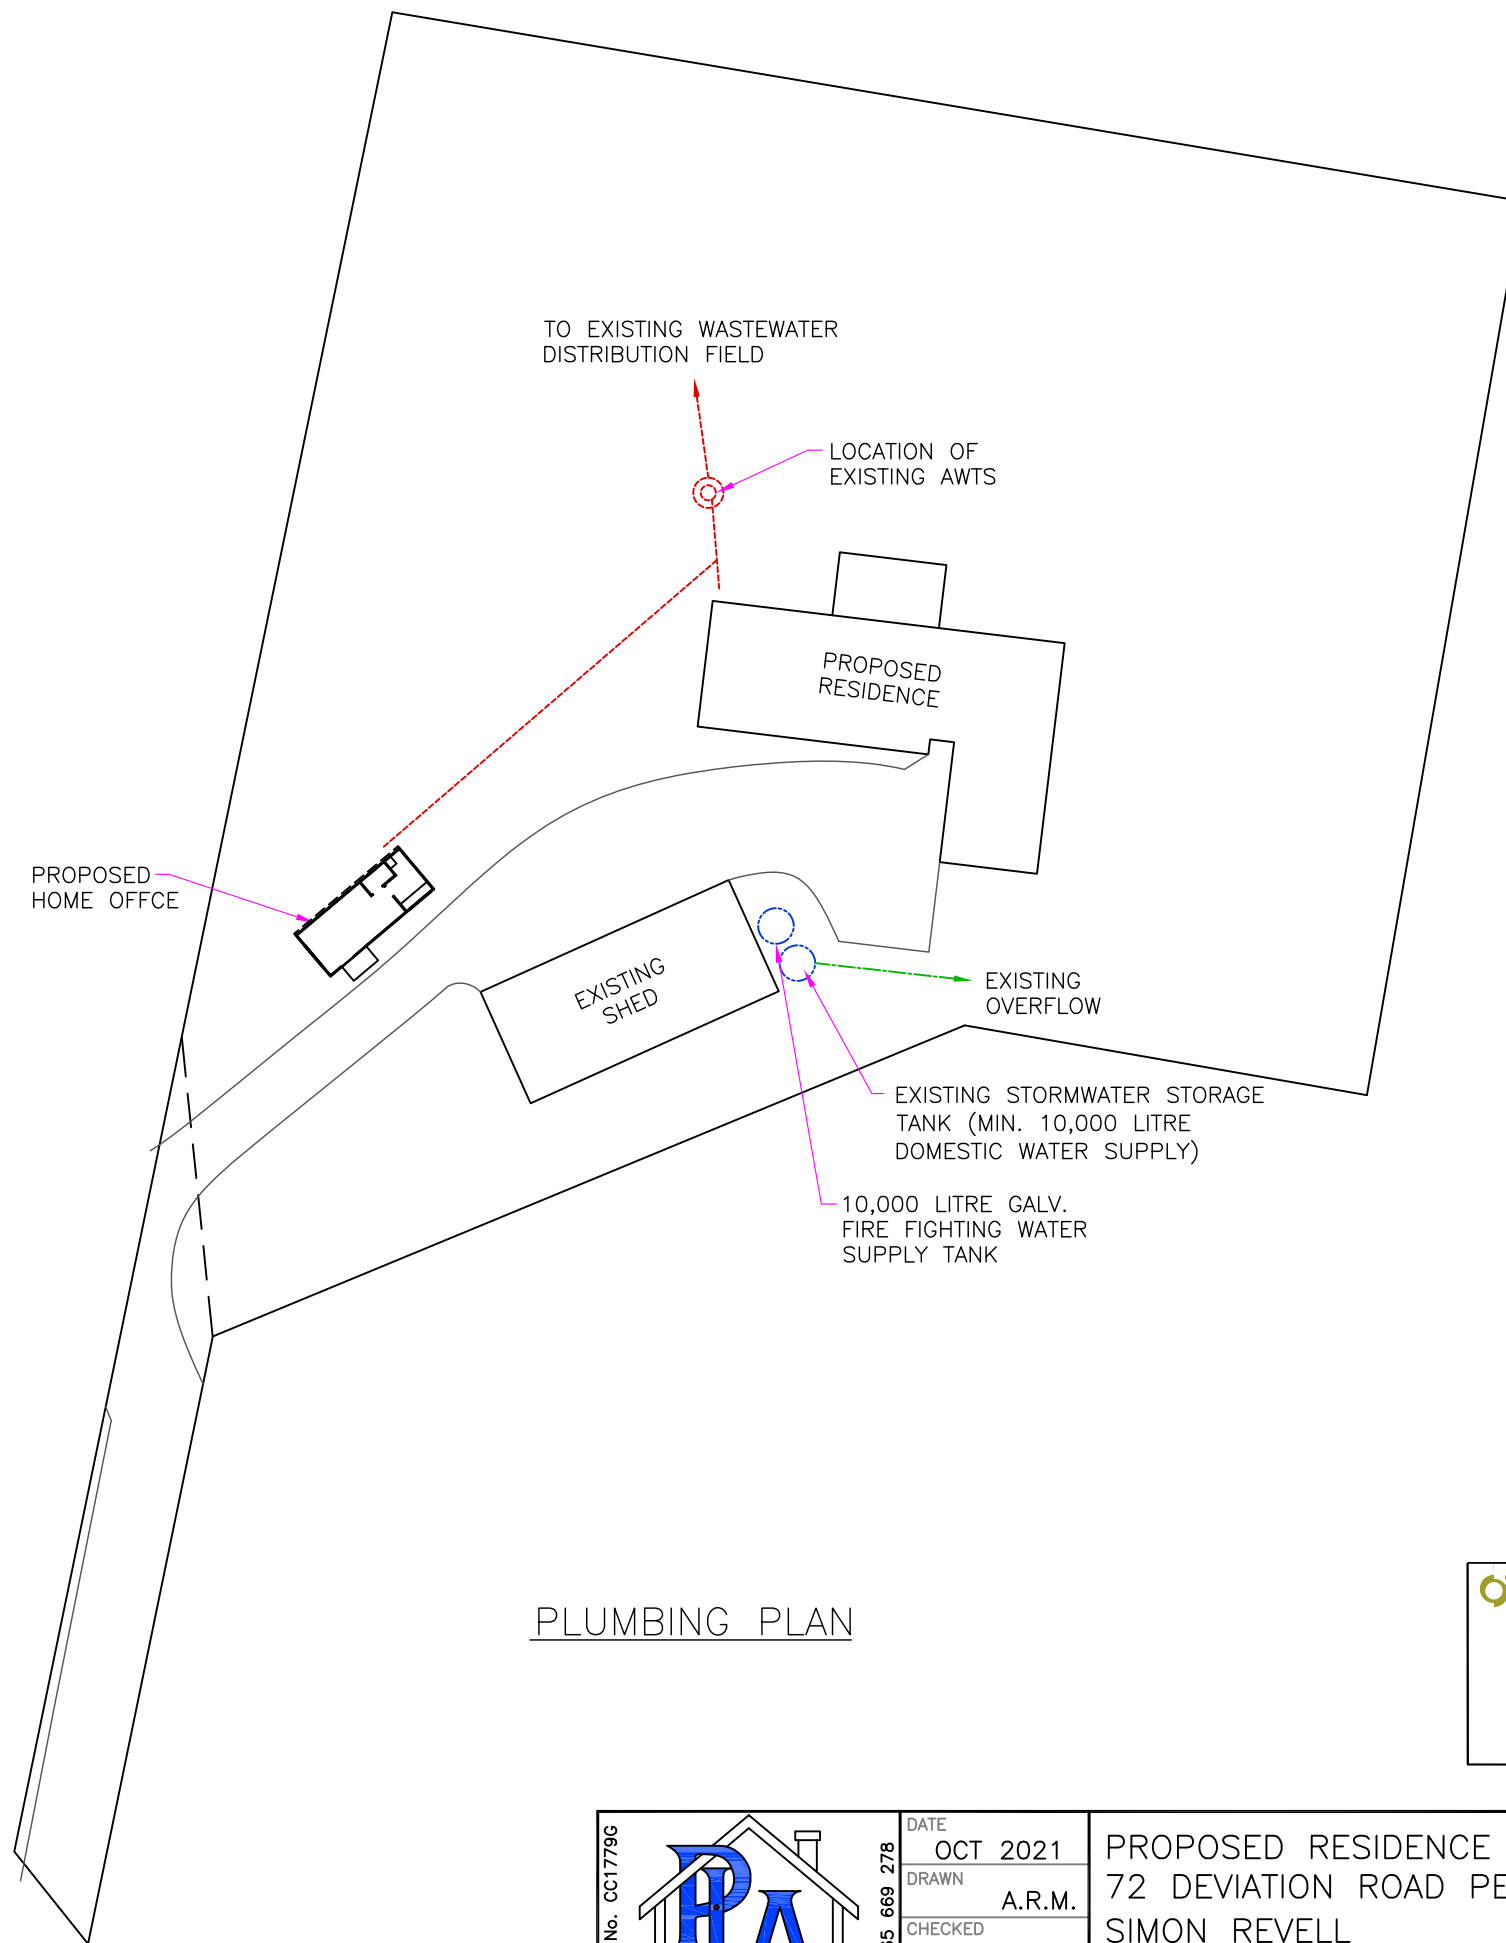 TO EXISTING WASTEWATER
DISTRIBUTION FIELD
LOCATION OF
EXISTING AWTS
PROPOSED
RESIDENCE
PROPOSED
HOME OFFCE
EXISTING
SHED
EXISTING
OVERFLOW
EXISTING STORMWATER STORAGE
TANK (MIN. 10,000 LITRE
DOMESTIC WATER SUPPLY)
10,000 LITRE GALV.
FIRE FIGHTING WATER
SUPPLY TANK
PLUMBING PLAN
No. CC1779G
669 278
DATE
OCT 2021
DRAWN
A.R.M.
CHECKED
PROPOSED RESIDENCE
72 DEVIATION ROAD
SIMON REVELL